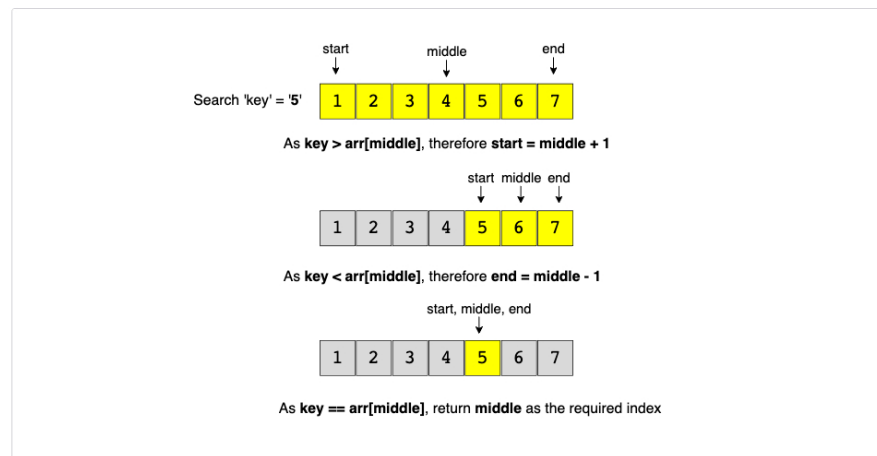 start middle end
Search 'key' = '5' 1 2 3 4 5 6 7
As key > arr[middle], therefore start = middle + 1
start middle end
1 2 3 4 5 6 7
As key < arr[middle], therefore end = middle - 1
start, middle, end
1 2 3 4 5 6 7
As key == arr[middle], return middle as the required index